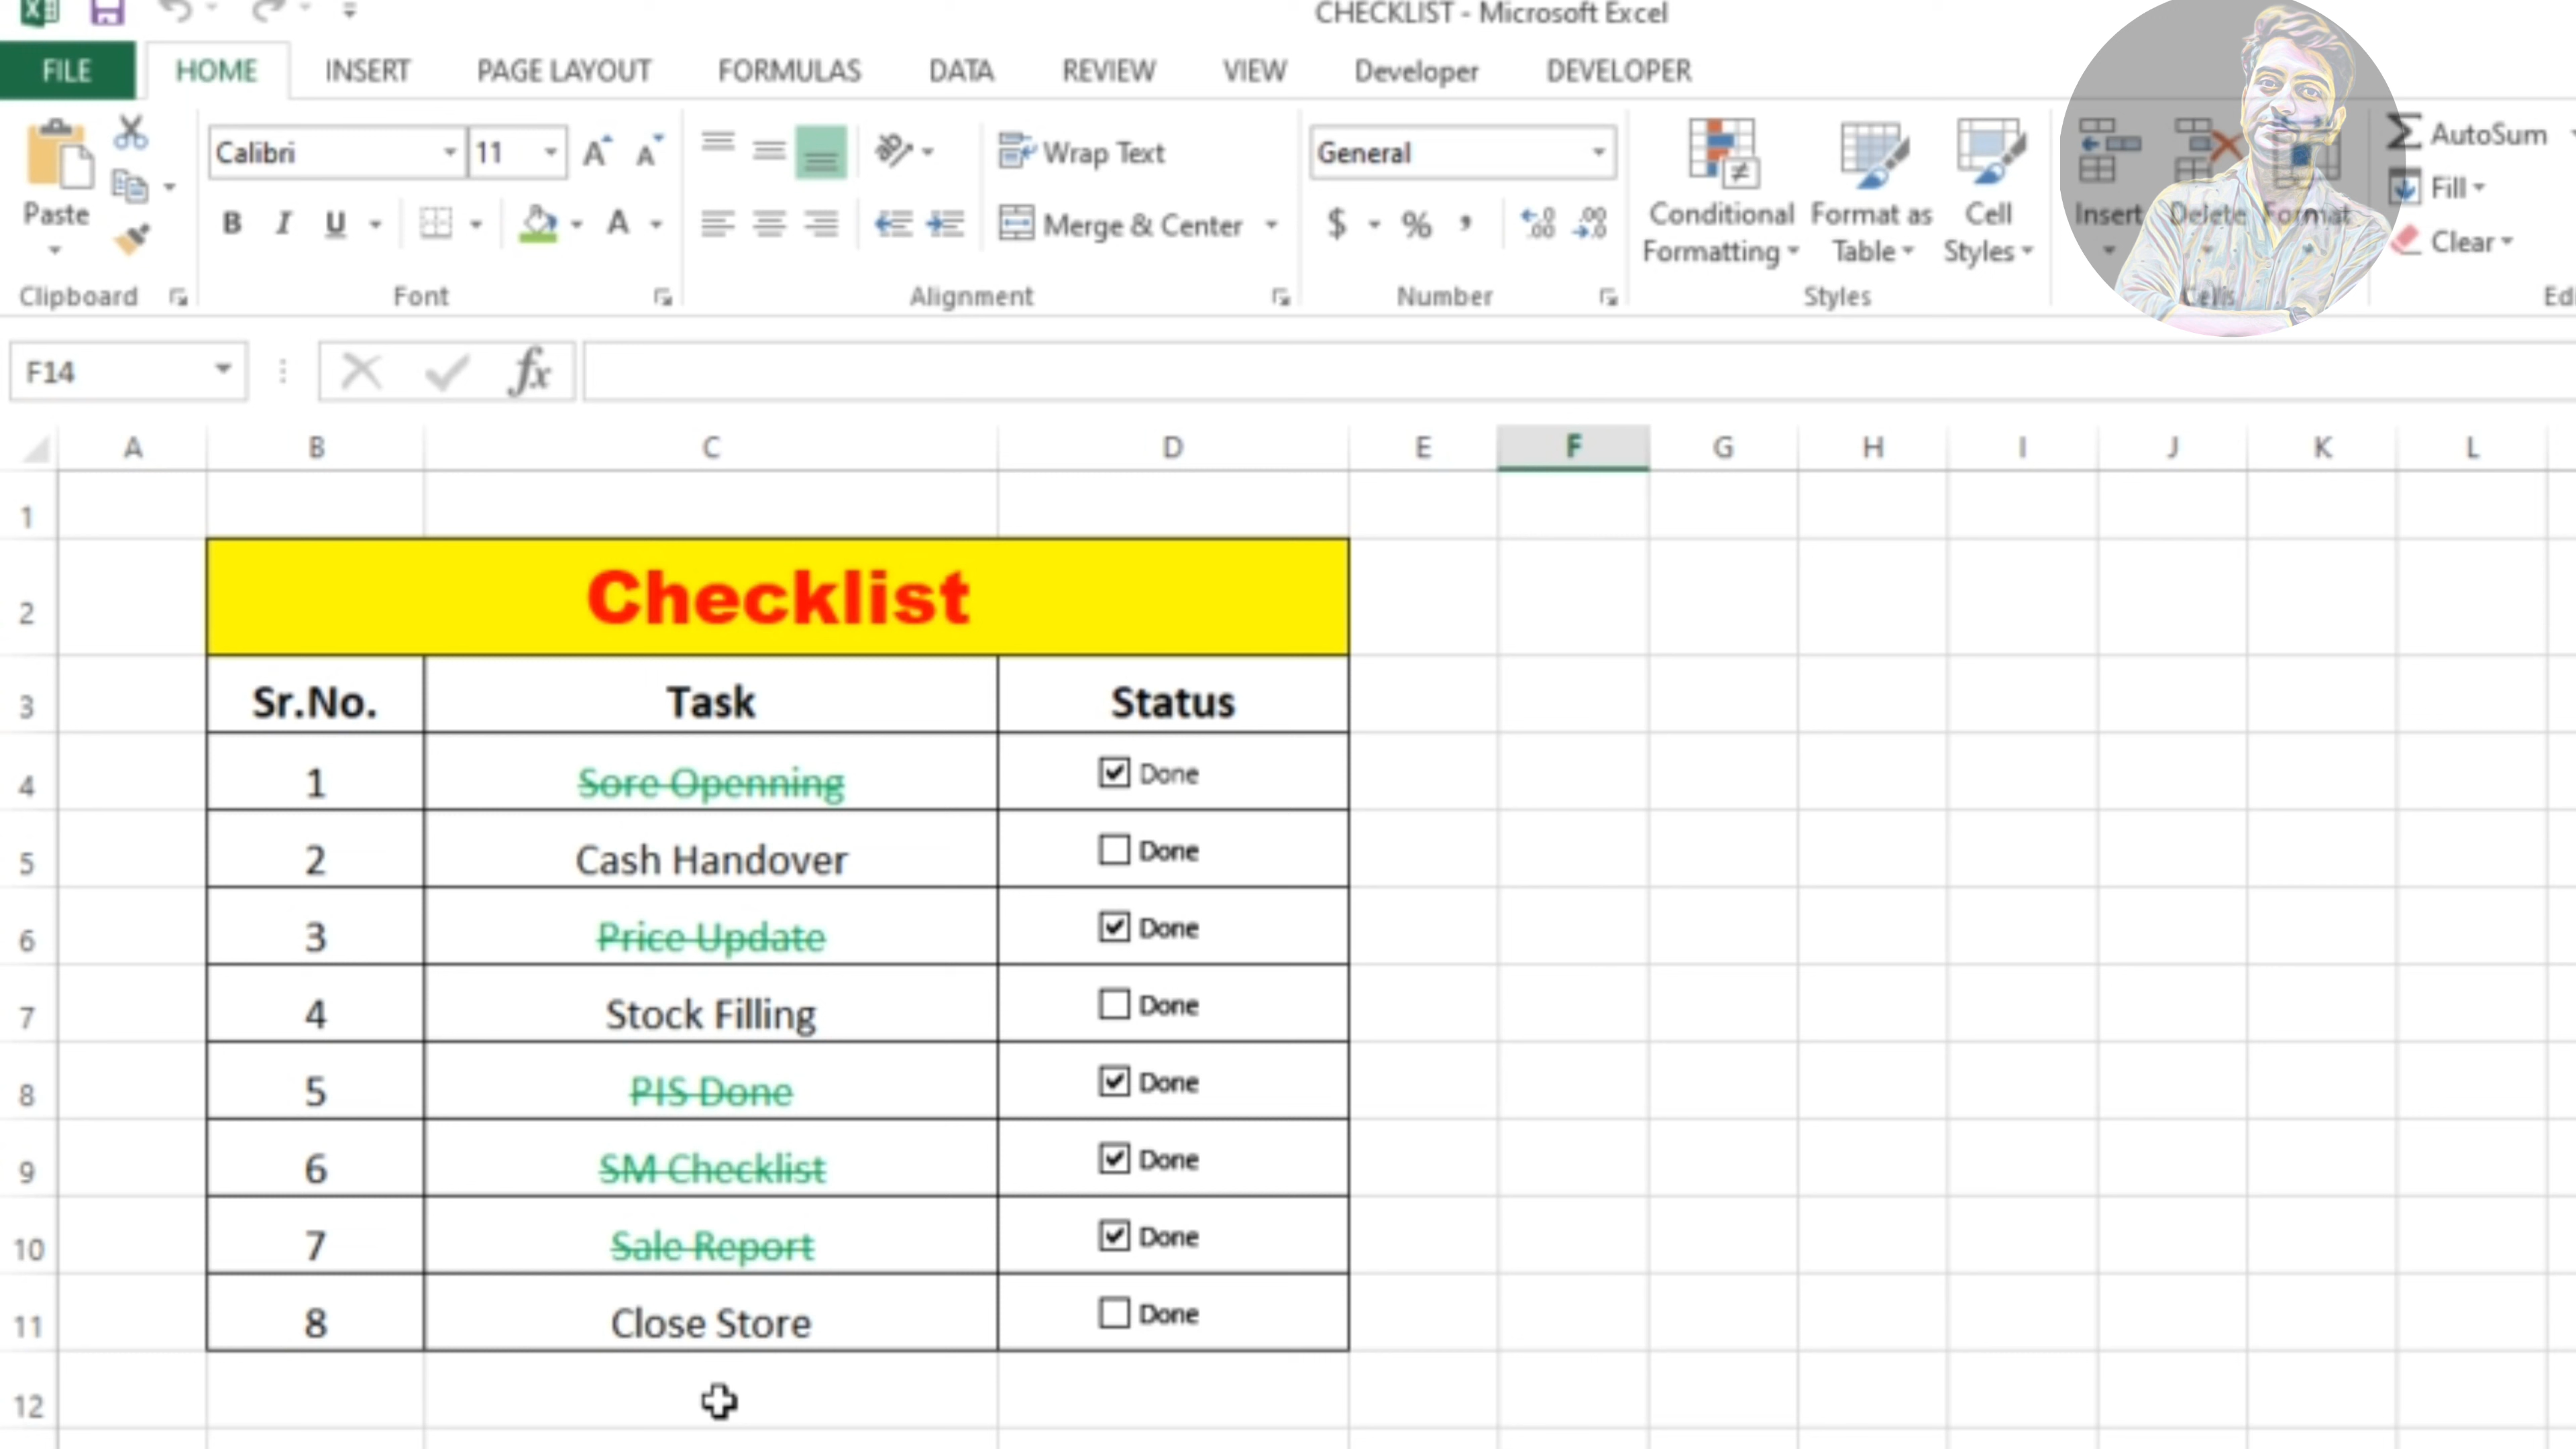 CHECKLIST - Microsoft Excel
FILE HOME INSERT PAGE LAYOUT FORMULAS DATA REVIEW VIEW Developer DEVELOPER
Calibri 11 Wrap Text General AutoSum
Paste B I U A Merge & Center $ % , Conditional Formatting Format as Table Cell Styles Insert Delete Format Fill
Clear
Clipboard Font Alignment Number Styles Cells
F14 fx
A B C D E F G H I J K L
1
2 Checklist
3 Sr.No. Task Status
4 1 Sore Openning Done
5 2 Cash Handover Done
6 3 Price Update Done
7 4 Stock Filling Done
8 5 PIS Done Done
9 6 SM Checklist Done
10 7 Sale Report Done
11 8 Close Store Done
12